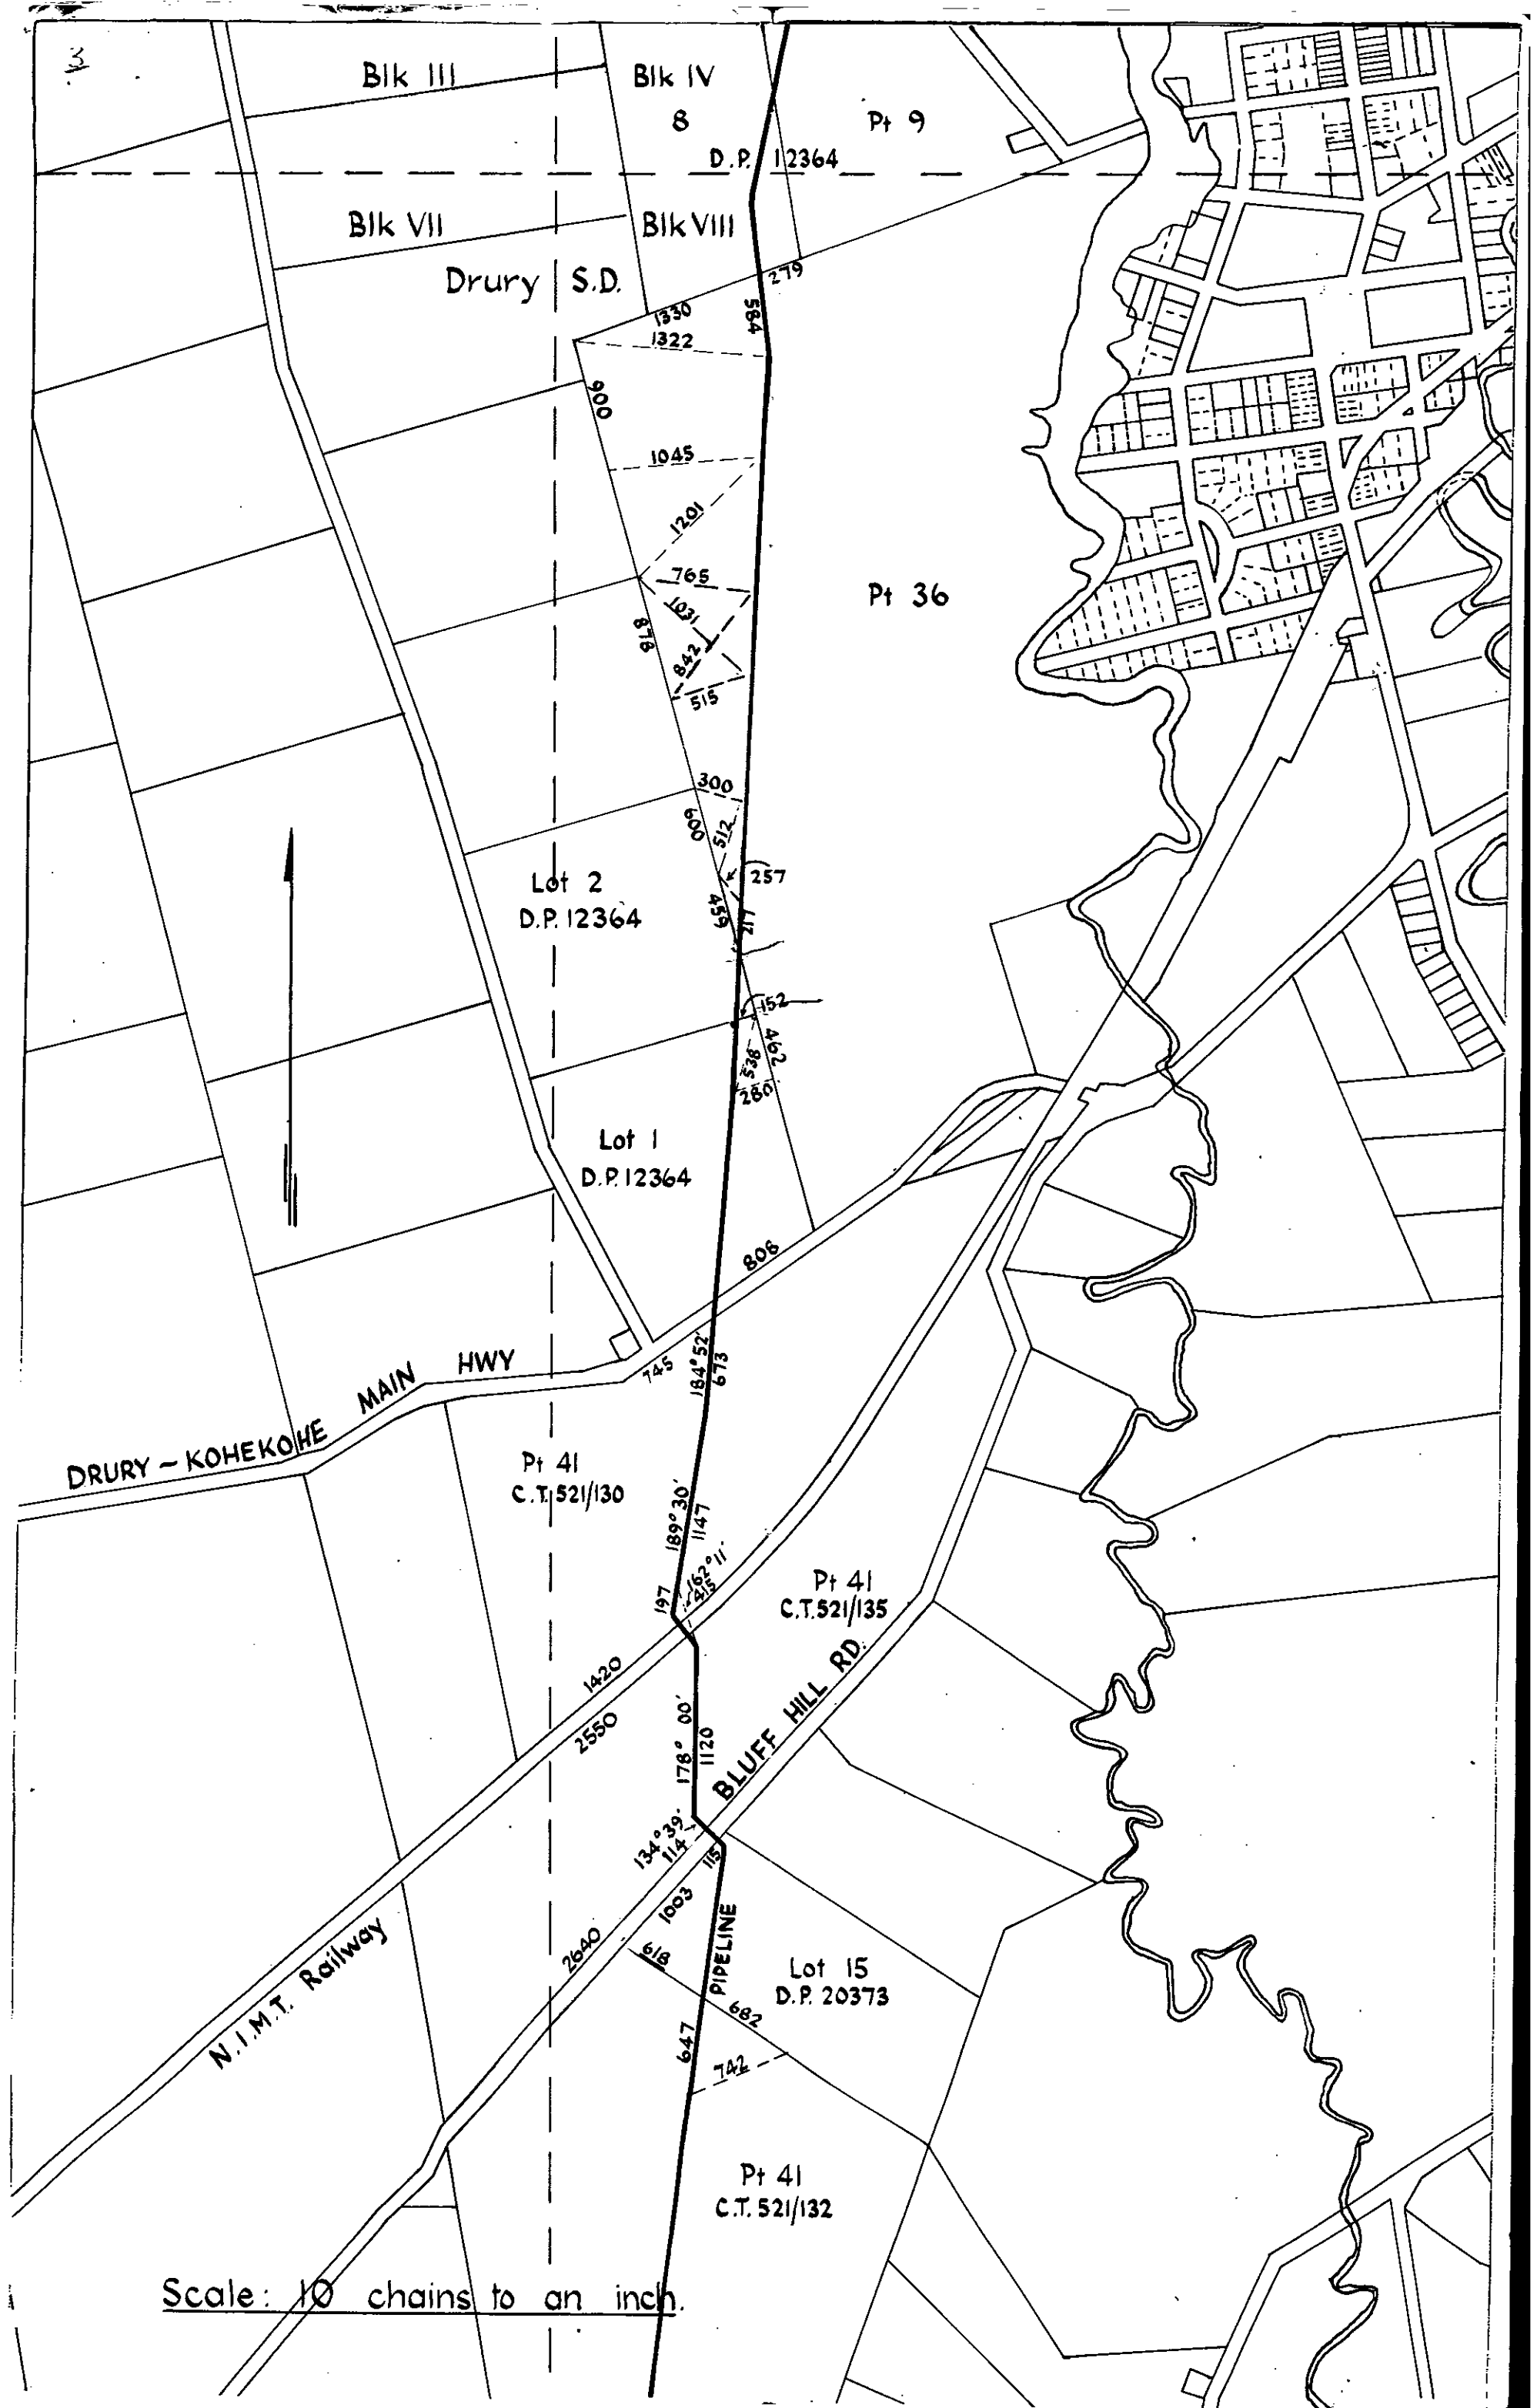 3
Blk III
Blk IV
8
Pt 9
D.P. 12364
Blk VII
Blk VIII
Drury S.D.
279
584
1330
1322
900
1045
1201
765
1031
Pt 36
878
842
515
300
600
512
257
Lot 2
D.P. 12364
459
217
152
462
538
280
Lot 1
D.P. 12364
806
DRURY ~ KOHEKOHE MAIN HWY
745
184° 52'
673
Pt 41
C.T. 521/130
189° 30'
1147
162° 11'
415
197
Pt 41
C.T. 521/135
1420
2550
178° 00'
1120
BLUFF HILL RD.
134° 39'
114
115
1003
2640
N.I.M.T. Railway
618
PIPELINE
Lot 15
D.P. 20373
682
647
742
Pt 41
C.T. 521/132
Scale: 10 chains to an inch.